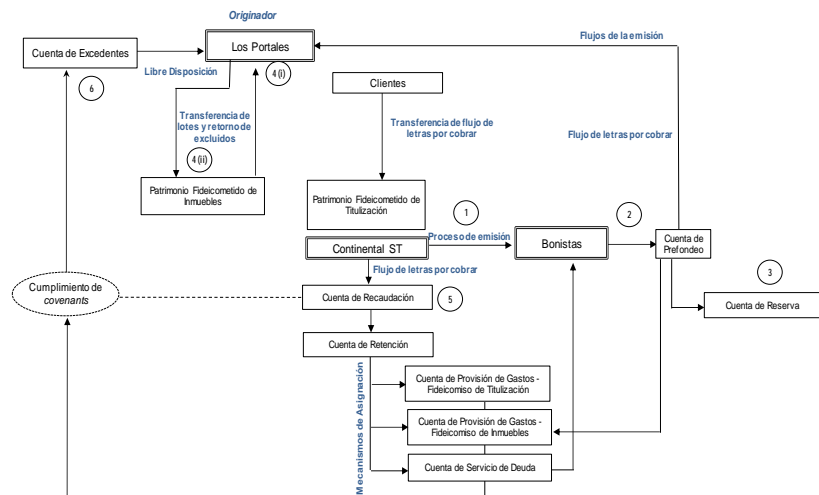 Originador
Cuenta de Excedentes
Los Portales
Flujos de la emisión
Libre Disposición
4 (i)
6
Clientes
Transferencia de
lotes y retorno de
excluidos
Transferencia de flujo de
letras por cobrar
Flujo de letras por cobrar
4 (ii)
Patrimonio Fideicometido de
Inmuebles
Patrimonio Fideicometido de
Titulización
1
2
Continental ST
Proceso de emisión
Bonistas
Cuenta de
Prefondeo
Flujo de letras por cobrar
3
Cumplimiento de
covenants
Cuenta de Recaudación
5
Cuenta de Reserva
Cuenta de Retención
Mecanismos de Asignación
Cuenta de Provisión de Gastos -
Fideicomiso de Titulización
Cuenta de Provisión de Gastos -
Fideicomiso de Inmuebles
Cuenta de Servicio de Deuda